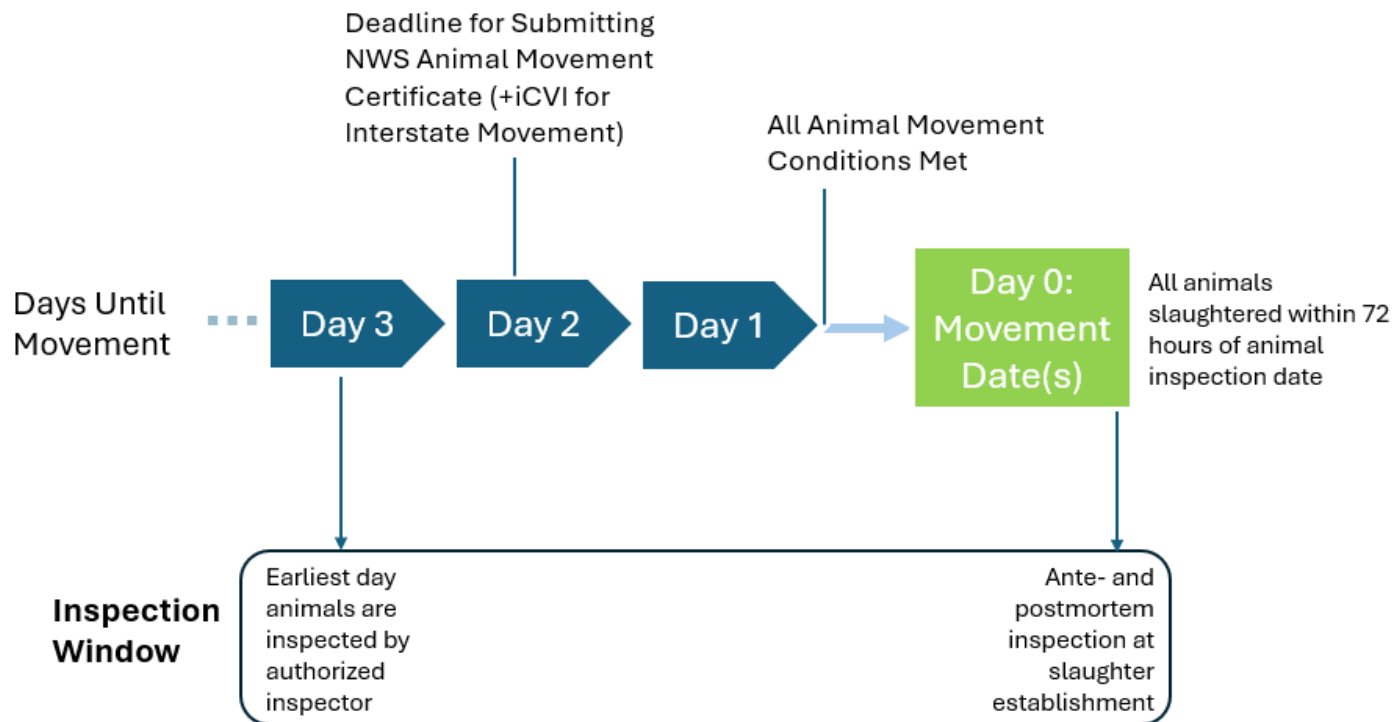 Deadline for Submitting
NWS Animal Movement
Certificate (+iCVI for
Interstate Movement)
All Animal Movement
Conditions Met
Days Until
Movement
Day 3
Day 2
Day 1
Day 0:
Movement
Date(s)
All animals
slaughtered within 72
hours of animal
inspection date
Inspection
Window
Earliest day
animals are
inspected by
authorized
inspector
Ante- and
postmortem
inspection at
slaughter
establishment